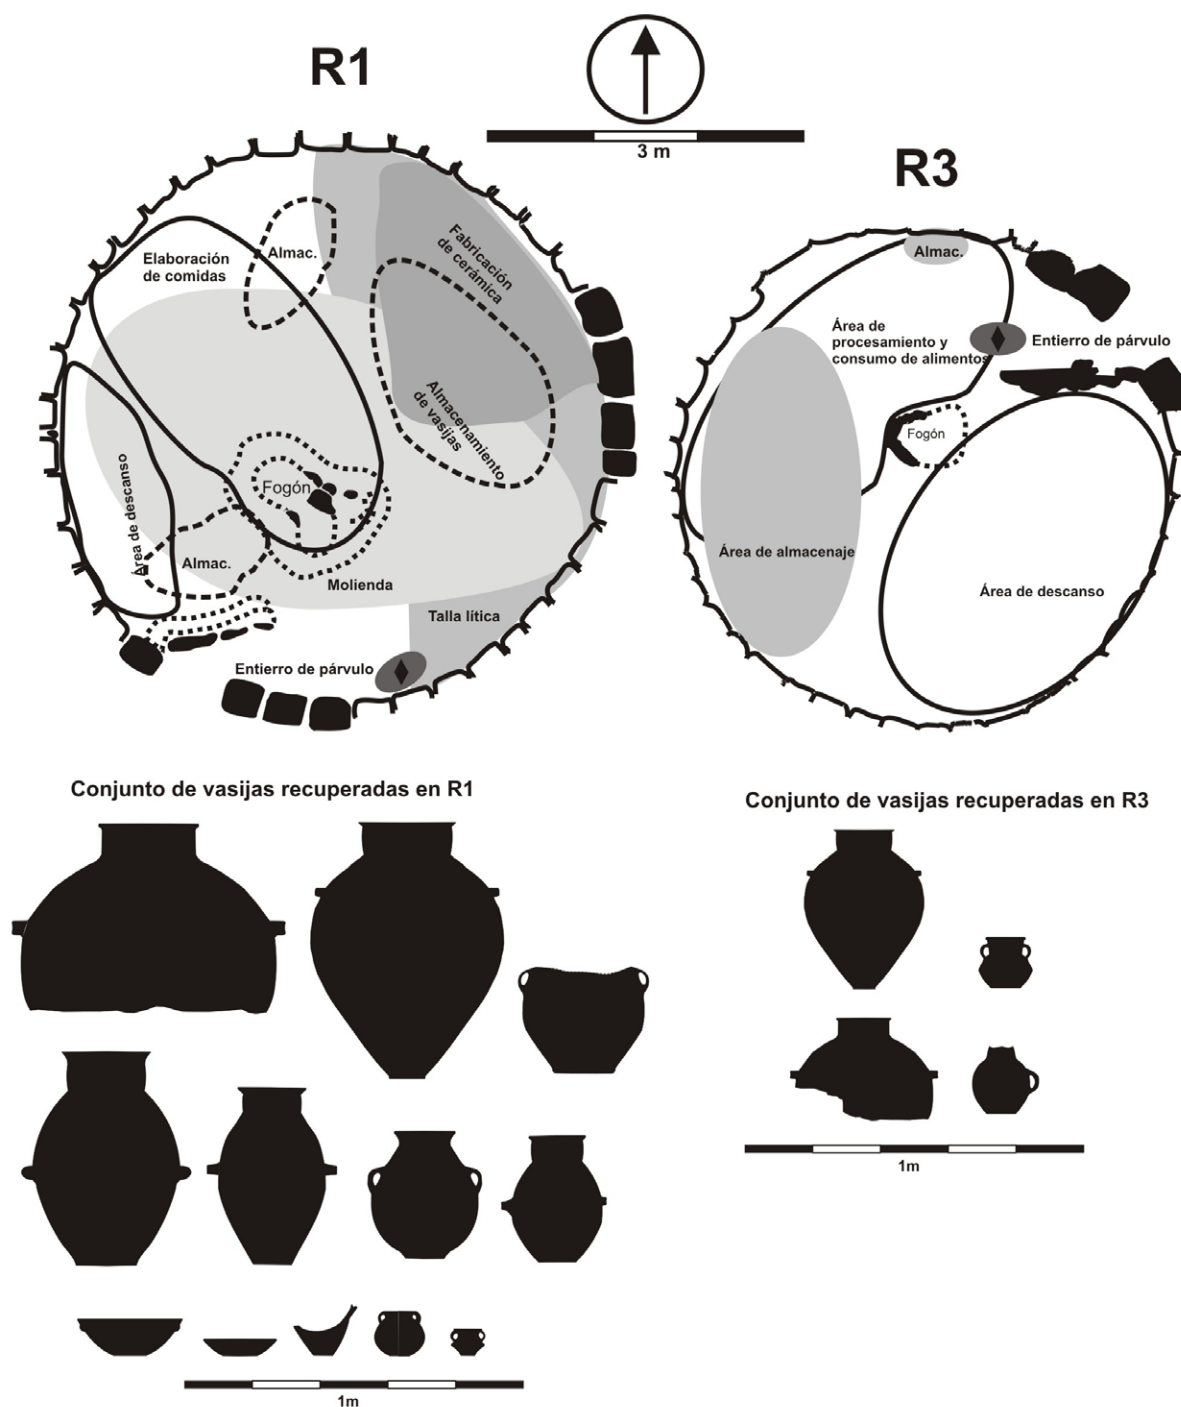 R1
3 m
R3
Elaboración
de comidas
Almac.
Fabricación
de cerámica
Almacenamiento
de vasijas
Área de descanso
Fogón
Almac.
Molienda
Talla lítica
Entierro de párvulo
Almac.
Área de
procesamiento y
consumo de alimentos
Entierro de párvulo
Fogón
Área de almacenaje
Área de descanso
Conjunto de vasijas recuperadas en R1
Conjunto de vasijas recuperadas en R3
1m
1m